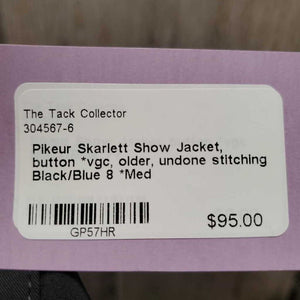 The Tack Collector
304567-6
Pikeur Skarlett Show Jacket,
button *vgc, older, undone stitching
Black/Blue 8 *Med
$95.00
GP57HR